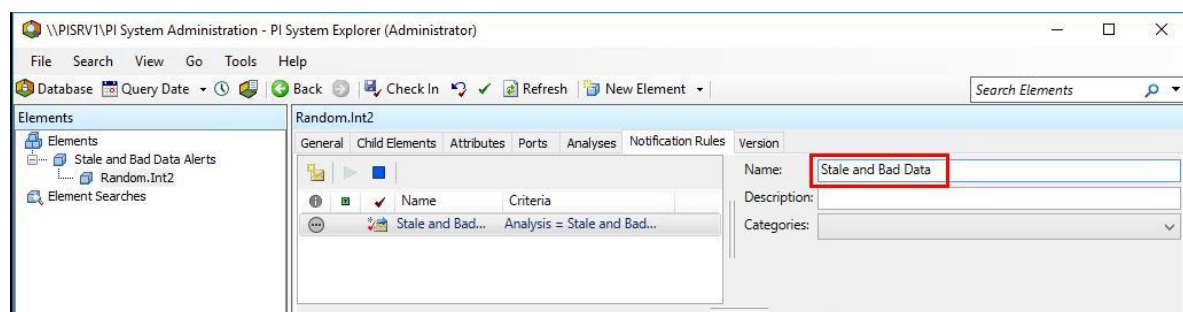 \\PISRV1\PI System Administration - PI System Explorer (Administrator)
File Search View Go Tools Help
Database Query Date Back Check In Refresh New Element Search Elements
Elements
Elements
Stale and Bad Data Alerts
Random.Int2
Element Searches
Random.Int2
General Child Elements Attributes Ports Analyses Notification Rules Version
Name Criteria
Stale and Bad... Analysis = Stale and Bad...
Name: Stale and Bad Data
Description:
Categories: